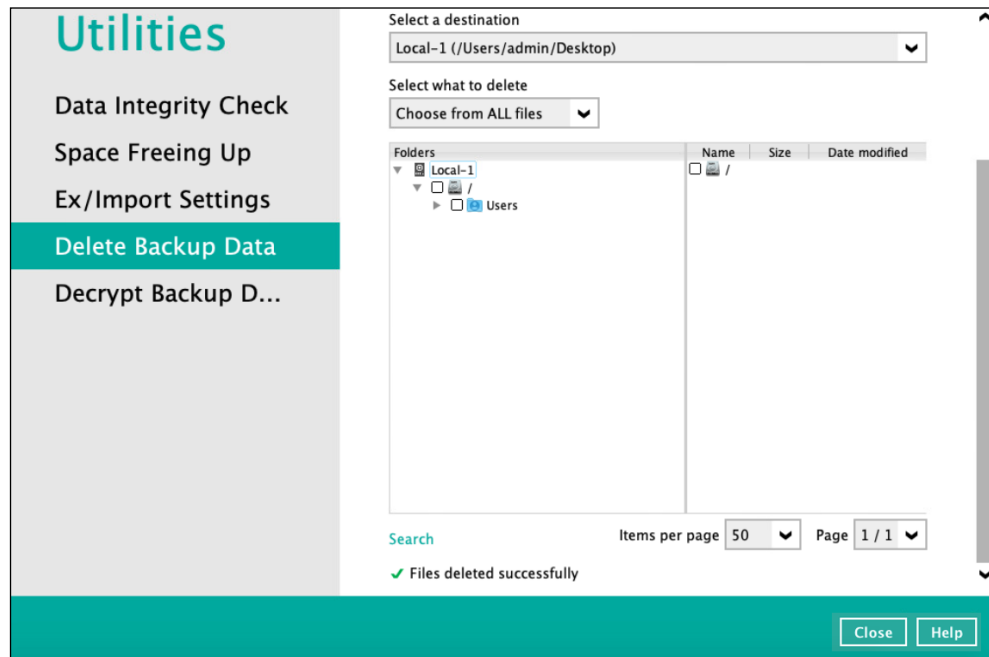 Utilities
Data Integrity Check
Space Freeing Up
Ex/Import Settings
Delete Backup Data
Decrypt Backup D...
Select a destination
Local-1 (/Users/admin/Desktop)
Select what to delete
Choose from ALL files
Folders
Local-1
/
Users
Name Size Date modified
/
Search
Items per page 50 Page 1 / 1
Files deleted successfully
Close Help